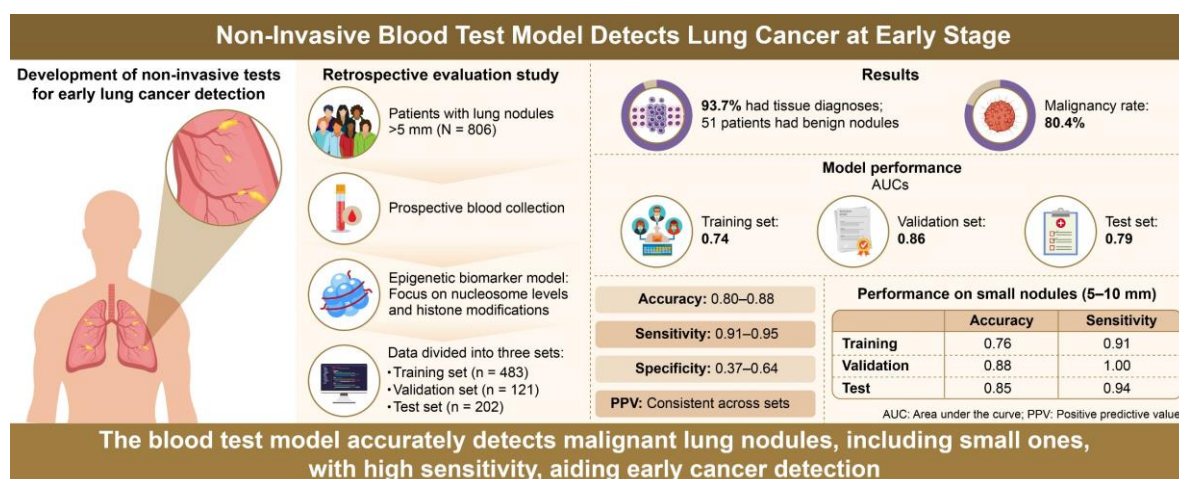 Non-Invasive Blood Test Model Detects Lung Cancer at Early Stage
Development of non-invasive tests
for early lung cancer detection
Retrospective evaluation study
Patients with lung nodules
>5 mm (N = 806)
Prospective blood collection
Epigenetic biomarker model:
Focus on nucleosome levels
and histone modifications
Data divided into three sets:
• Training set (n = 483)
• Validation set (n = 121)
• Test set (n = 202)
Results
93.7% had tissue diagnoses;
51 patients had benign nodules
Malignancy rate:
80.4%
Model performance
AUCs
Training set:
0.74
Validation set:
0.86
Test set:
0.79
Accuracy: 0.80–0.88
Sensitivity: 0.91–0.95
Specificity: 0.37–0.64
PPV: Consistent across sets
Performance on small nodules (5–10 mm)
Accuracy Sensitivity
Training 0.76 0.91
Validation 0.88 1.00
Test 0.85 0.94
AUC: Area under the curve; PPV: Positive predictive value
The blood test model accurately detects malignant lung nodules, including small ones,
with high sensitivity, aiding early cancer detection